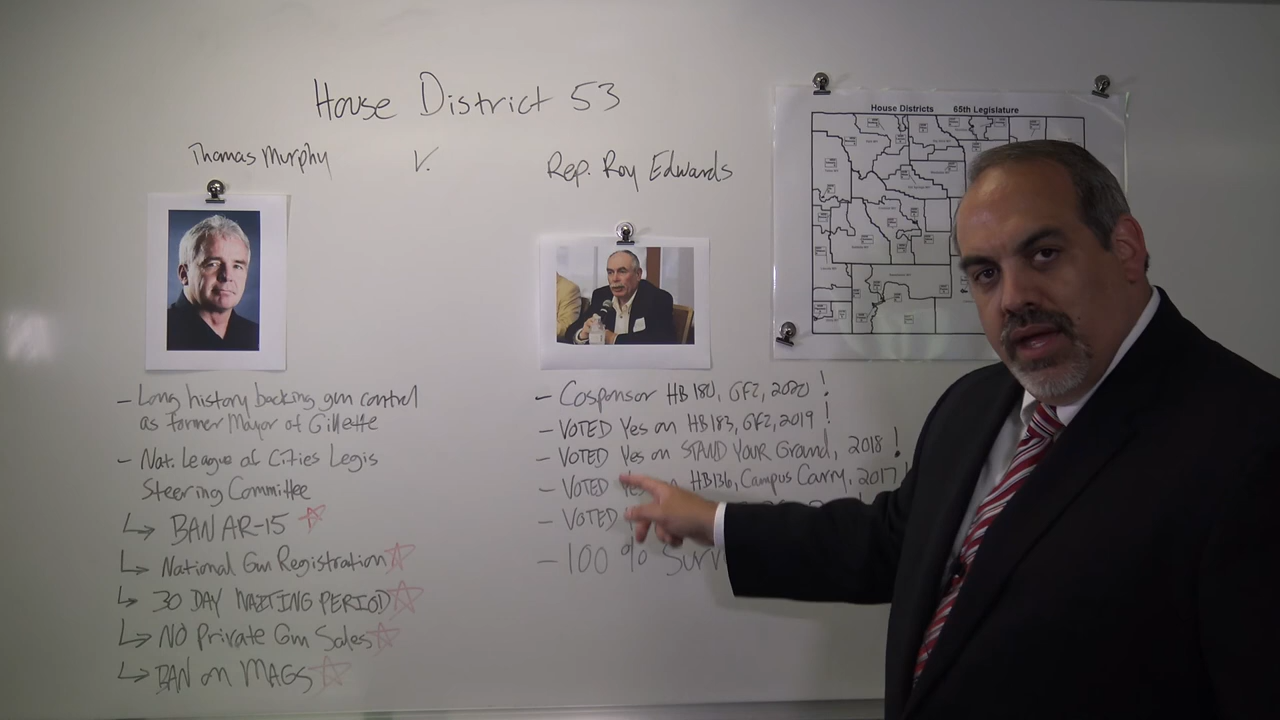 House District 53
House Districts 65th Legislature
Thomas Murphy V. Rep. Roy Edwards
- Long history backing gun control
as former Mayor of Gillette
- Nat. League of Cities Legis
Steering Committee
↳ BAN AR-15
↳ National Gun Registration
↳ 30 DAY WAITING PERIOD
↳ NO Private Gun Sales
↳ BAN on MAGS
- Cosponsor HB180, GFZ, 2020 !
- VOTED Yes on HB183, GFZ, 2019 !
- VOTED Yes on STAND YOUR Ground, 2018 !
- VOTED Yes on HB136, Campus Carry, 2017 !
- VOTED
- 100 %